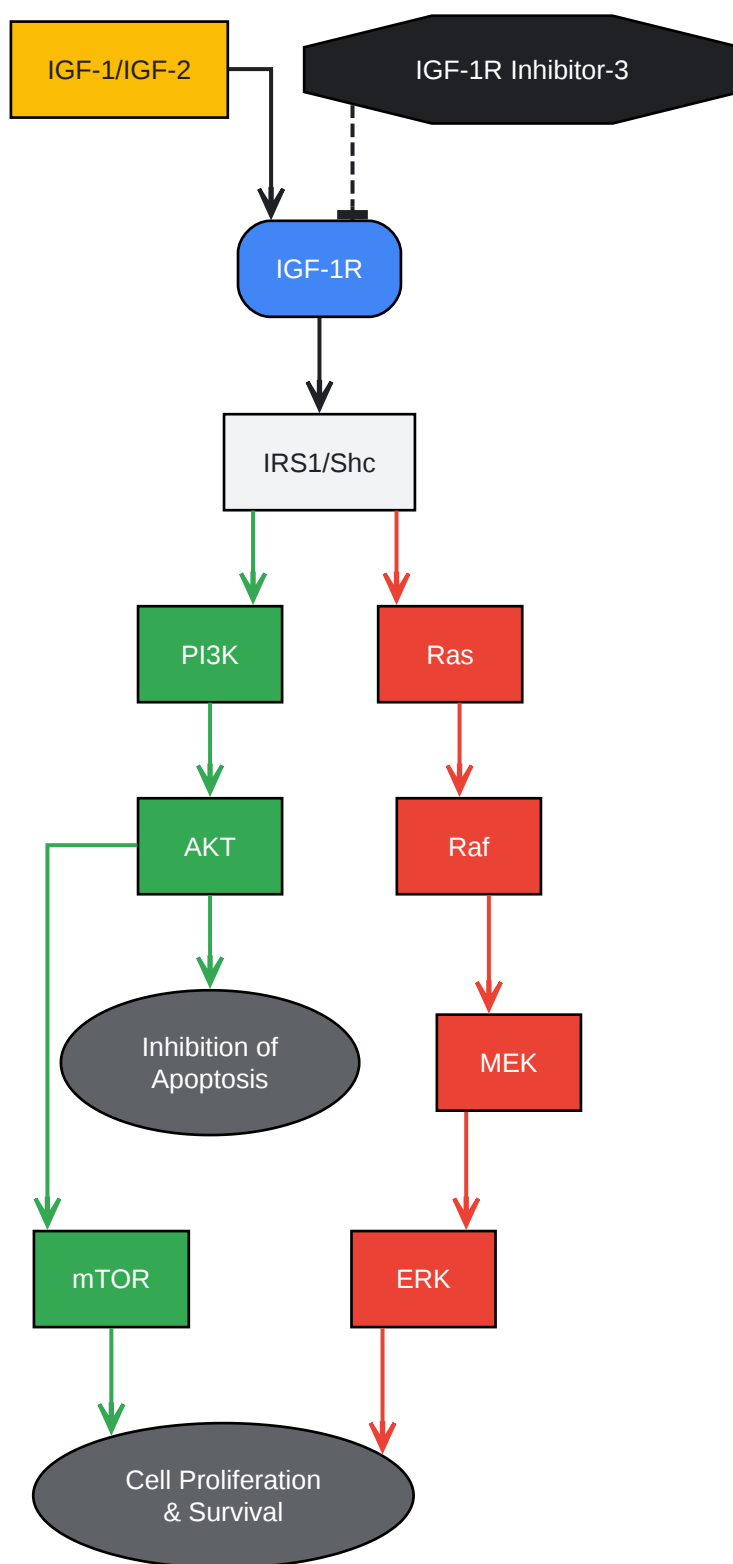 IGF-1/IGF-2
IGF-1R Inhibitor-3
IGF-1R
IRS1/Shc
PI3K
Ras
AKT
Raf
Inhibition of
Apoptosis
MEK
mTOR
ERK
Cell Proliferation
& Survival